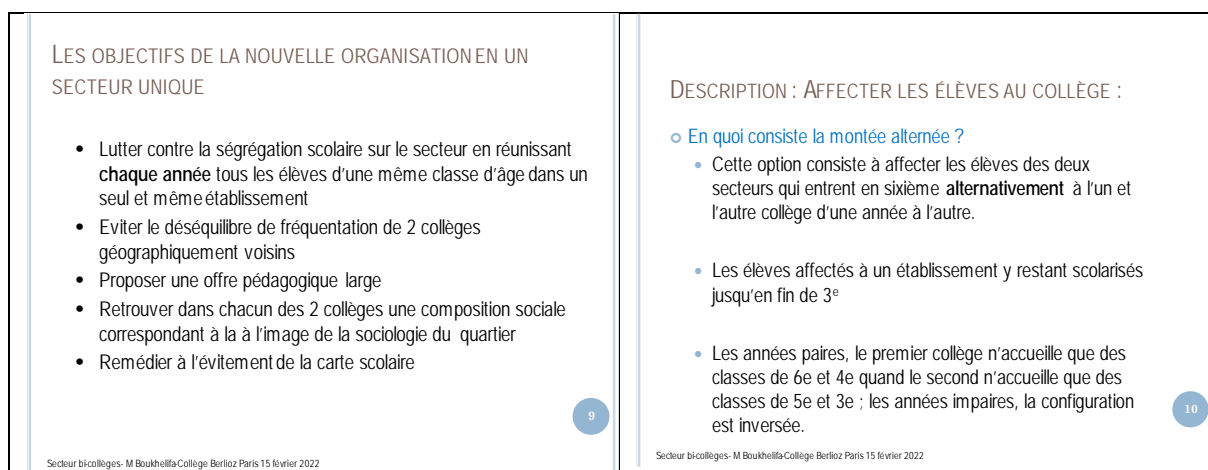 LES OBJECTIFS DE LA NOUVELLE ORGANISATION EN UN
SECTEUR UNIQUE
• Lutter contre la ségrégation scolaire sur le secteur en réunissant
chaque année tous les élèves d'une même classe d'âge dans un
seul et même établissement
• Eviter le déséquilibre de fréquentation de 2 collèges
géographiquement voisins
• Proposer une offre pédagogique large
• Retrouver dans chacun des 2 collèges une composition sociale
correspondant à la à l'image de la sociologie du quartier
• Remédier à l'évitement de la carte scolaire
9
Secteur bi-collèges- M Boukhelifa-Collège Berlioz Paris 15 février 2022
DESCRIPTION : AFFECTER LES ÉLÈVES AU COLLÈGE :
En quoi consiste la montée alternée ?
• Cette option consiste à affecter les élèves des deux
secteurs qui entrent en sixième alternativement à l'un et
l'autre collège d'une année à l'autre.
• Les élèves affectés à un établissement y restant scolarisés
jusqu'en fin de 3e
• Les années paires, le premier collège n'accueille que des
classes de 6e et 4e quand le second n'accueille que des
classes de 5e et 3e ; les années impaires, la configuration
est inversée.
10
Secteur bi-collèges- M Boukhelifa-Collège Berlioz Paris 15 février 2022